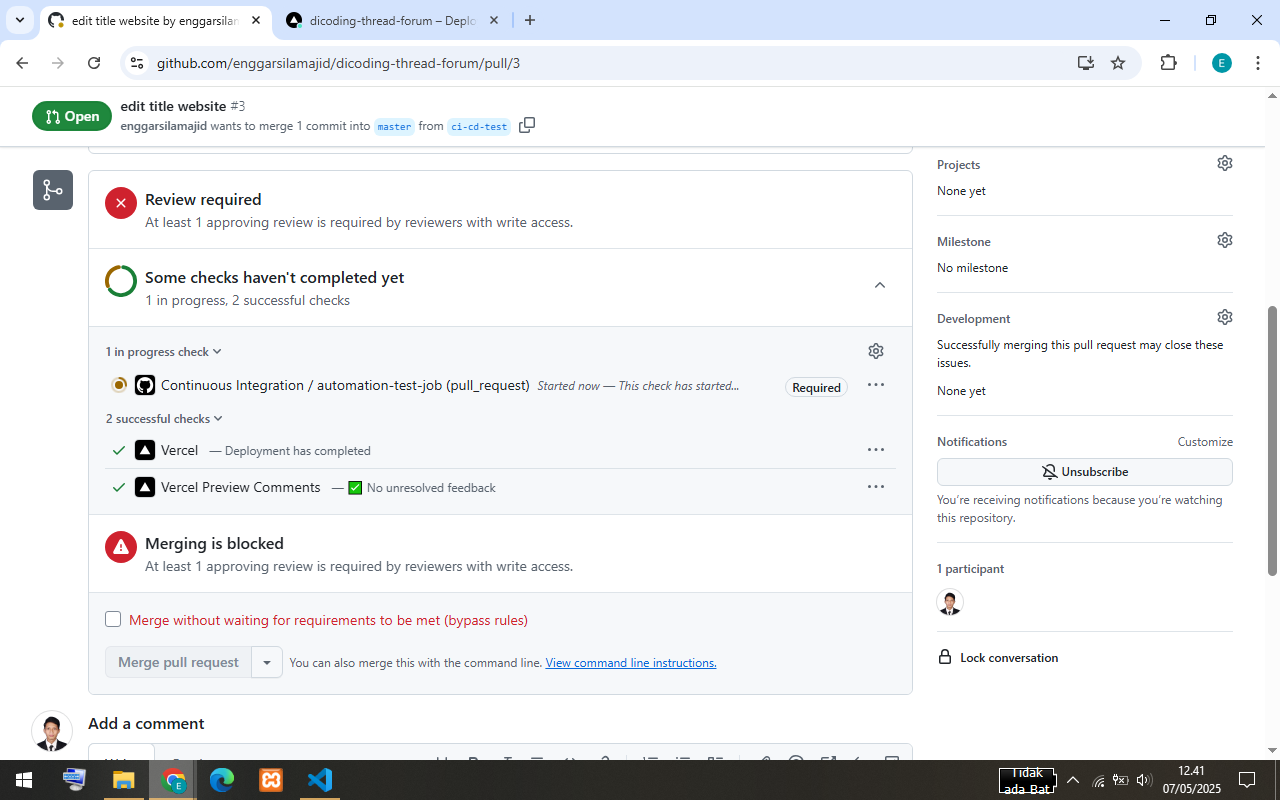 edit title website by enggarsilan
dicoding-thread-forum – Deplo
github.com/enggarsilamajid/dicoding-thread-forum/pull/3
E
Open
edit title website #3
enggarsilamajid wants to merge 1 commit into master from ci-cd-test
Review required
At least 1 approving review is required by reviewers with write access.
Some checks haven't completed yet
1 in progress, 2 successful checks
1 in progress check
Continuous Integration / automation-test-job (pull_request) Started now — This check has started... Required
2 successful checks
Vercel — Deployment has completed
Vercel Preview Comments — ✅ No unresolved feedback
Merging is blocked
At least 1 approving review is required by reviewers with write access.
Merge without waiting for requirements to be met (bypass rules)
Merge pull request
You can also merge this with the command line. View command line instructions.
Add a comment
Projects
None yet
Milestone
No milestone
Development
Successfully merging this pull request may close these
issues.
None yet
Notifications Customize
Unsubscribe
You're receiving notifications because you're watching
this repository.
1 participant
Lock conversation
Tidak
ada Bat
12.41
07/05/2025